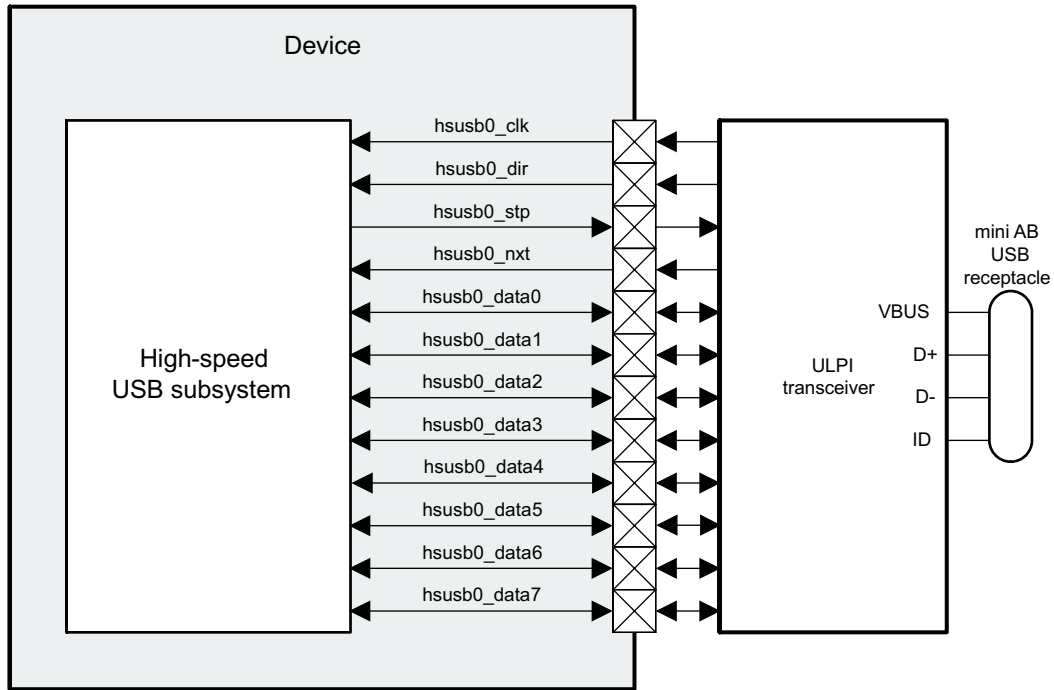 Device
hsusb0_clk
hsusb0_dir
hsusb0_stp
hsusb0_nxt
hsusb0_data0
hsusb0_data1
hsusb0_data2
hsusb0_data3
hsusb0_data4
hsusb0_data5
hsusb0_data6
hsusb0_data7
High-speed
USB subsystem
ULPI
transceiver
VBUS
D+
D-
ID
mini AB
USB
receptacle